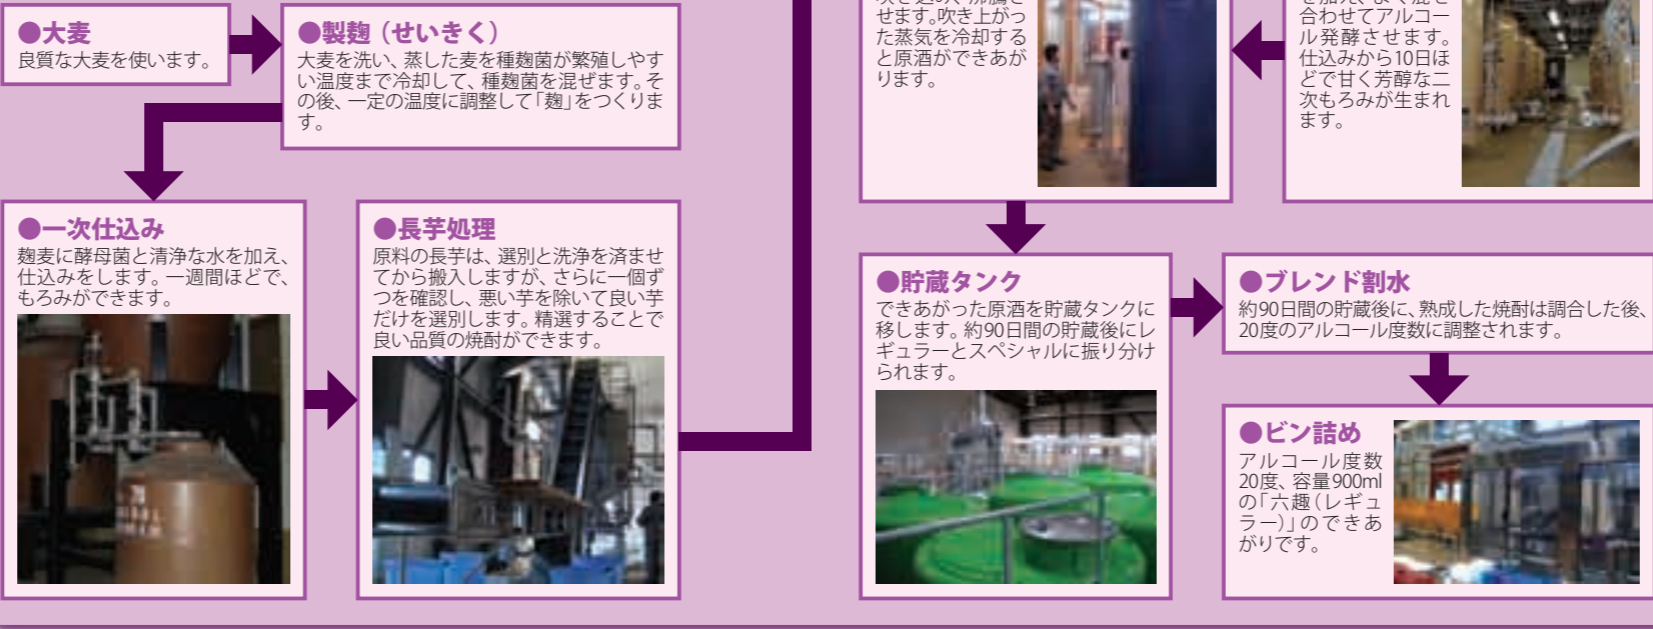 ●大麦
良質な大麦を使います。
●製麹（せいきく）
大麦を洗い、蒸した麦を種麹菌が繁殖しやす
い温度まで冷却して、種麹菌を混ぜます。そ
の後、一定の温度に調整して「麹」をつくりま
す。
●一次仕込み
麹麦に酵母菌と清浄な水を加え、
仕込みをします。一週間ほどで、
もろみができます。
●長芋処理
原料の長芋は、選別と洗浄を済ませ
てから搬入しますが、さらに一個ず
つを確認し、悪い芋を除いて良い芋
だけを選別します。精選することで
良い品質の焼酎ができます。
せます。吹き上がっ
た蒸気を冷却する
と原酒ができあが
ります。
合わせてアルコー
ル発酵させます。
仕込みから10日ほ
どで甘く芳醇な二
次もろみが生まれ
ます。
●貯蔵タンク
できあがった原酒を貯蔵タンクに
移します。約90日間の貯蔵後にレ
ギュラーとスペシャルに振り分け
られます。
●ブレンド割水
約90日間の貯蔵後に、熟成した焼酎は調合した後、
20度のアルコール度数に調整されます。
●ビン詰め
アルコール度数
20度、容量900ml
の「六趣（レギュ
ラー）」のできあ
がりです。